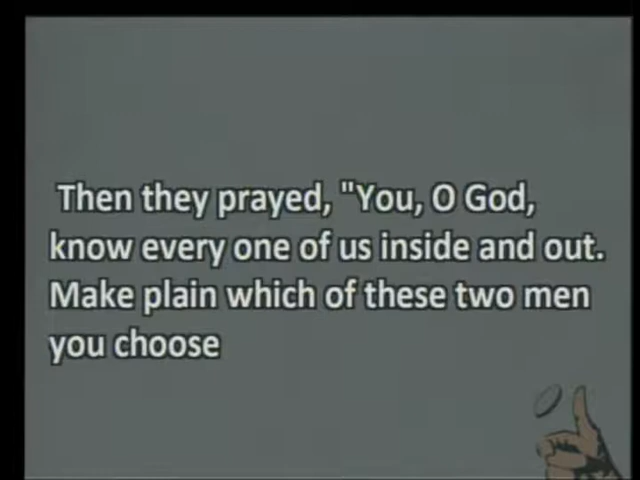 Then they prayed, "You, O God,
know every one of us inside and out.
Make plain which of these two men
you choose